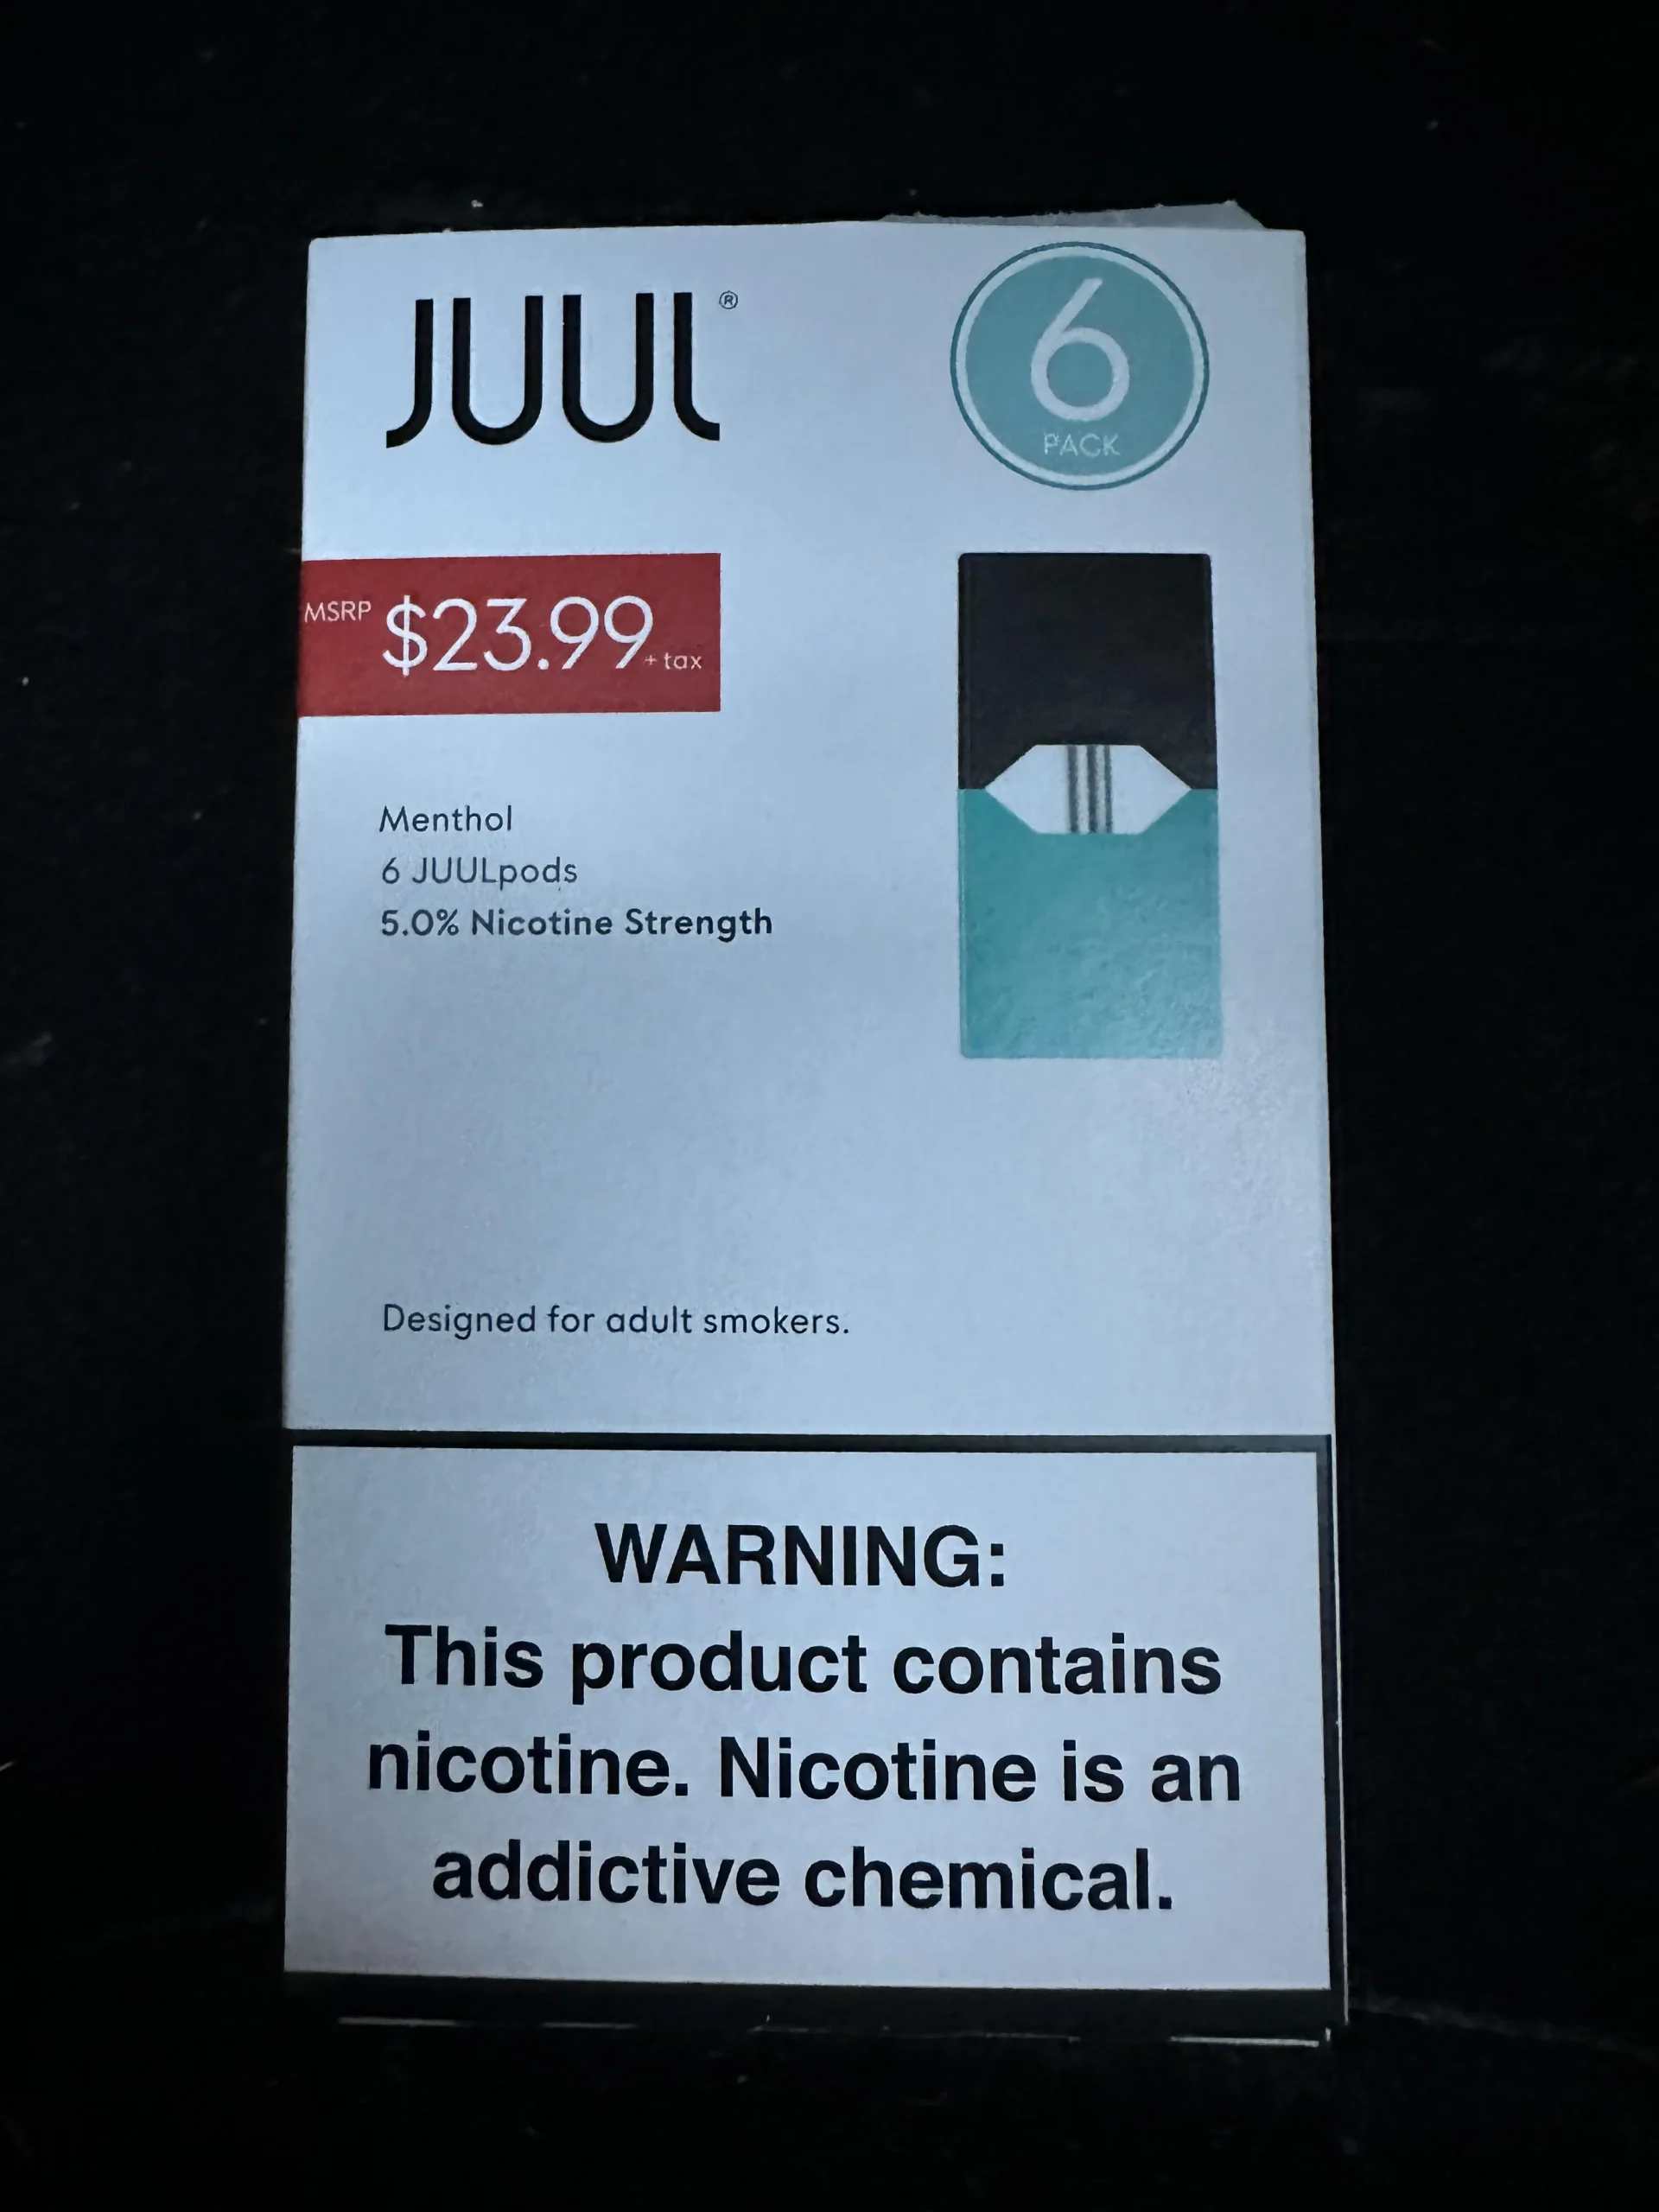 JUUL®
6
PACK
MSRP $23.99 + tax
Menthol
6 JUULpods
5.0% Nicotine Strength
Designed for adult smokers.
WARNING:
This product contains
nicotine. Nicotine is an
addictive chemical.